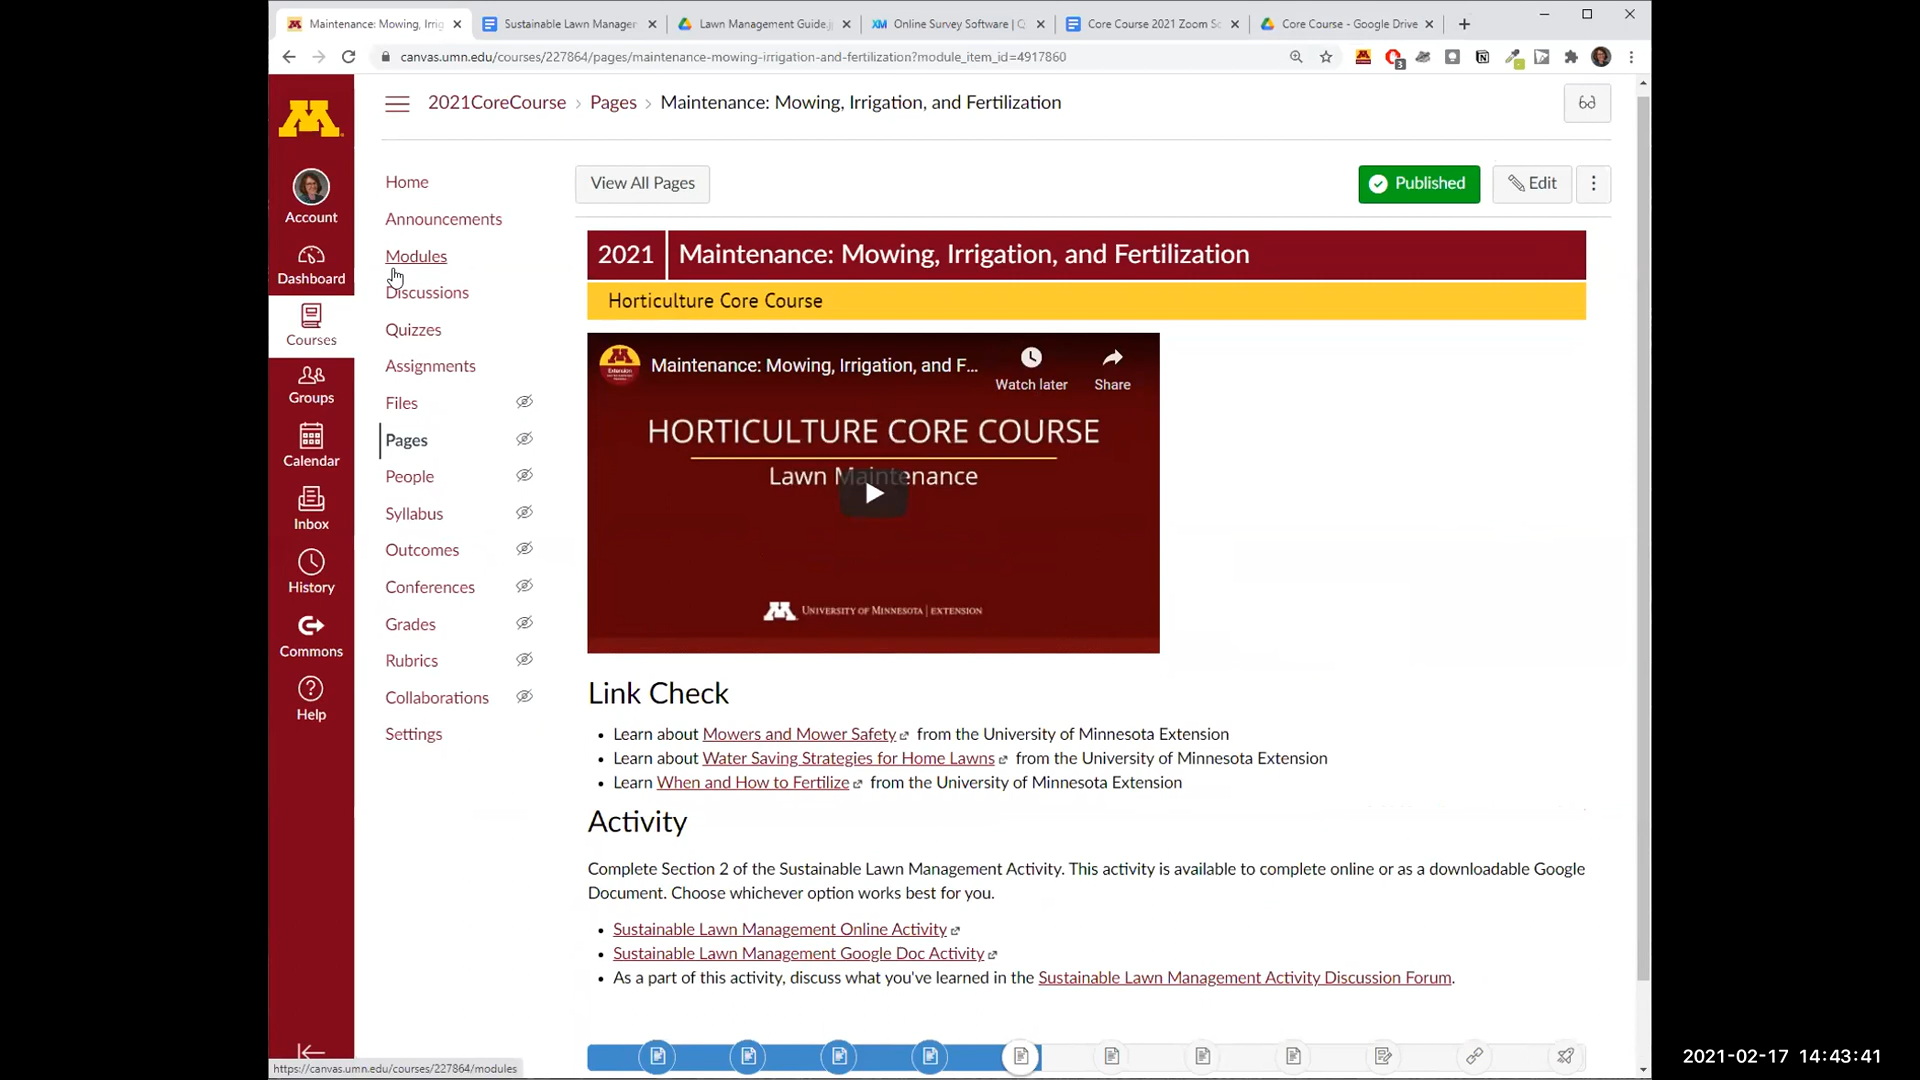 Maintenance: Mowing, Irrig
Sustainable Lawn Manager
Lawn Management Guide.j
XM Online Survey Software | Q
Core Course 2021 Zoom Sc
Core Course - Google Drive
canvas.umn.edu/courses/227864/pages/maintenance-mowing-irrigation-and-fertilization?module_item_id=4917860
3
2021CoreCourse › Pages › Maintenance: Mowing, Irrigation, and Fertilization
Account
Dashboard
Courses
Groups
Calendar
Inbox
History
Commons
Help
Home
Announcements
Modules
Discussions
Quizzes
Assignments
Files
Pages
People
Syllabus
Outcomes
Conferences
Grades
Rubrics
Collaborations
Settings
View All Pages
Published
Edit
2021 Maintenance: Mowing, Irrigation, and Fertilization
Horticulture Core Course
Extension
Maintenance: Mowing, Irrigation, and F...
Watch later
Share
HORTICULTURE CORE COURSE
Lawn Maintenance
UNIVERSITY OF MINNESOTA | EXTENSION
Link Check
• Learn about Mowers and Mower Safety from the University of Minnesota Extension
• Learn about Water Saving Strategies for Home Lawns from the University of Minnesota Extension
• Learn When and How to Fertilize from the University of Minnesota Extension
Activity
Complete Section 2 of the Sustainable Lawn Management Activity. This activity is available to complete online or as a downloadable Google
Document. Choose whichever option works best for you.
• Sustainable Lawn Management Online Activity
• Sustainable Lawn Management Google Doc Activity
• As a part of this activity, discuss what you've learned in the Sustainable Lawn Management Activity Discussion Forum.
https://canvas.umn.edu/courses/227864/modules
2021-02-17 14:43:41